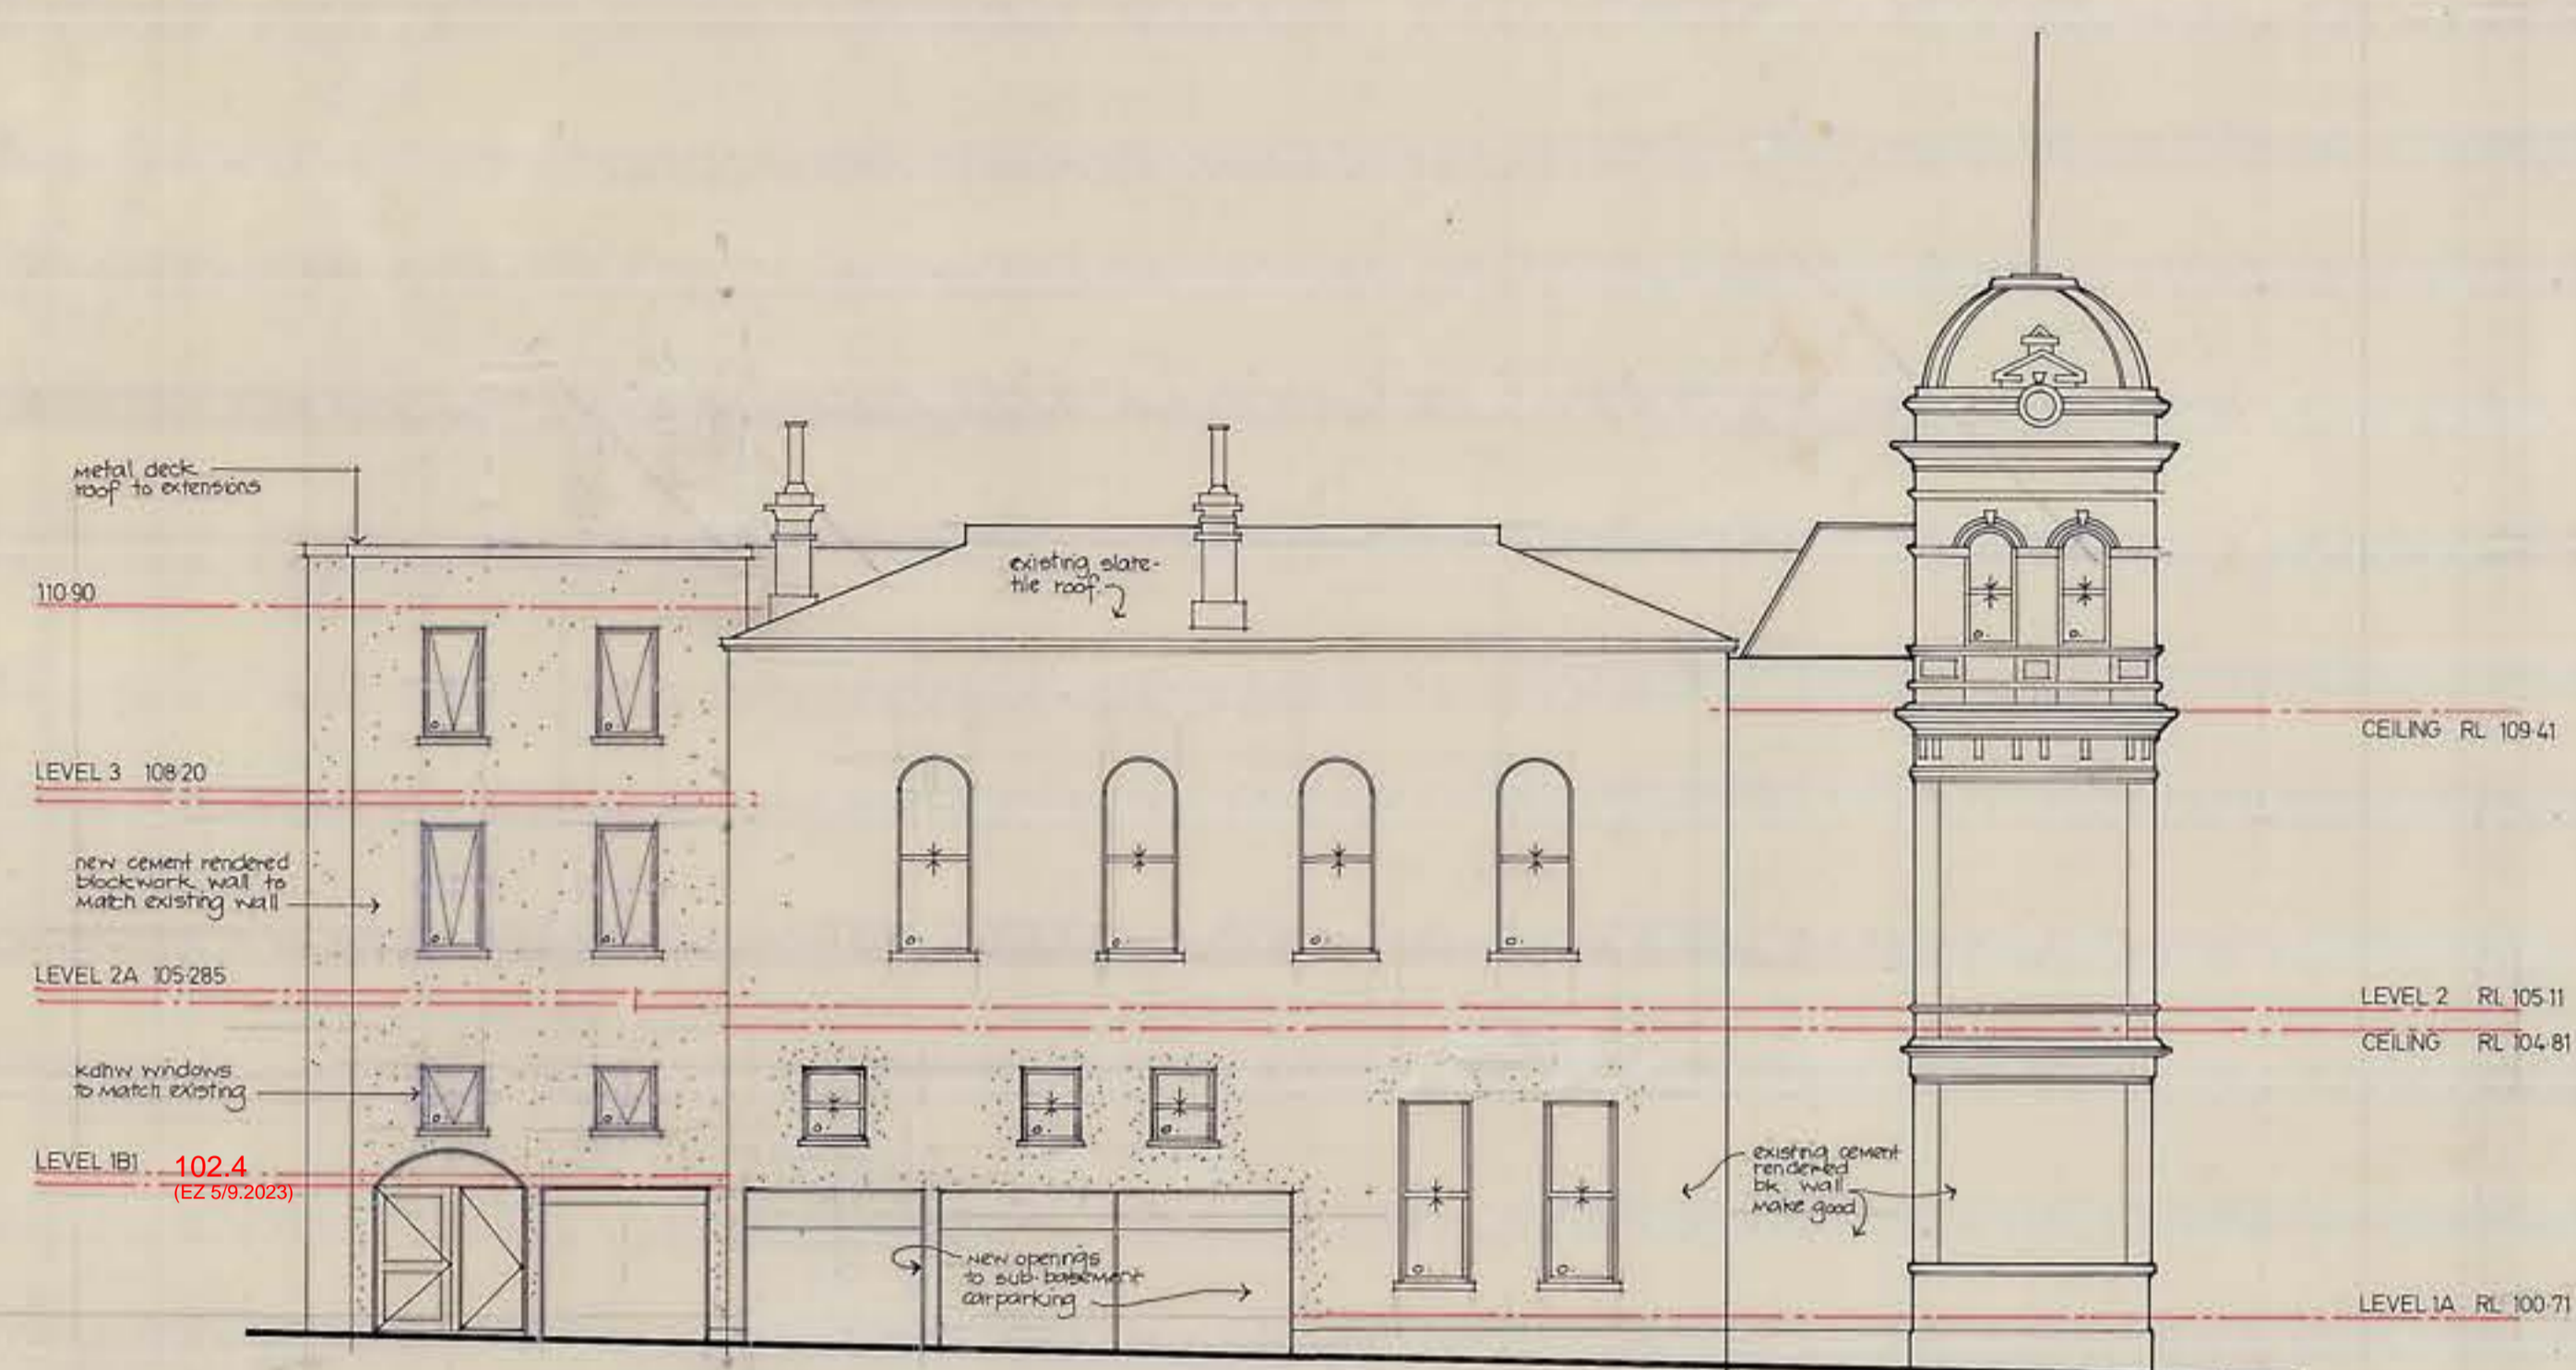 metal deck
roof to extensions
110·90
existing slate-
tile roof.
CEILING RL 109·41
LEVEL 3 108·20
new cement rendered
blockwork wall to
match existing wall
LEVEL 2A 105·285
LEVEL 2 RL 105·11
CEILING RL 104·81
kdhw windows
to match existing
LEVEL 1B1 102.4
(EZ 5/9.2023)
existing cement
rendered
bk wall
make good
new openings
to sub-basement
carparking
LEVEL 1A RL 100·71